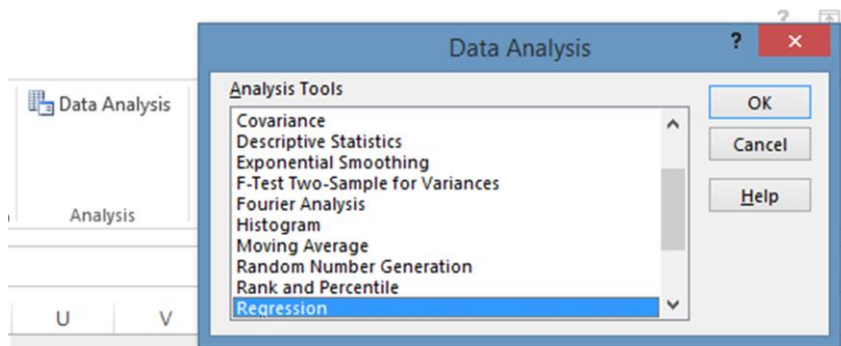 ?
Data Analysis
? ×
Analysis Tools
Data Analysis
Covariance
Descriptive Statistics
Exponential Smoothing
F-Test Two-Sample for Variances
Fourier Analysis
Histogram
Moving Average
Random Number Generation
Rank and Percentile
Regression
OK
Cancel
Help
Analysis
U V